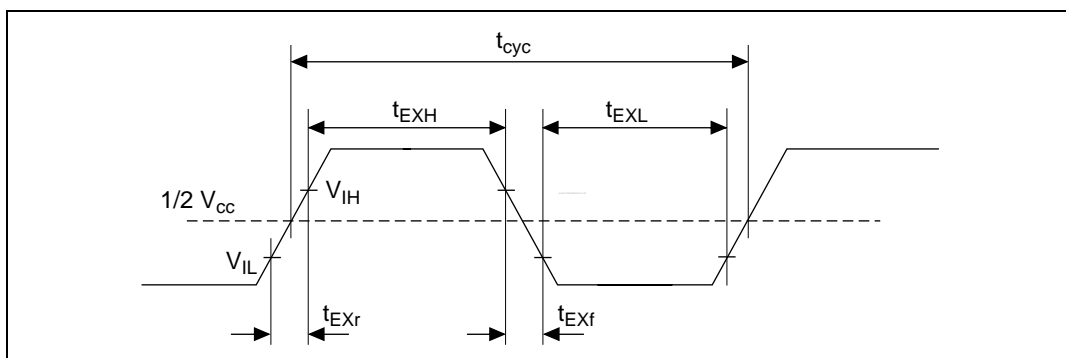 tcyc
tEXH
tEXL
VIH
1/2 Vcc
VIL
tEXr
tEXf